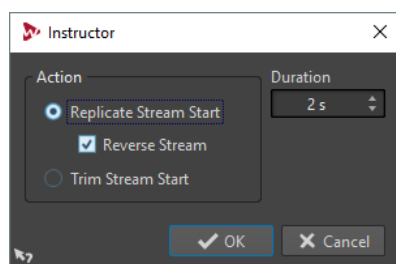 Instructor
Action
Duration
Replicate Stream Start
2 s
Reverse Stream
Trim Stream Start
OK
Cancel